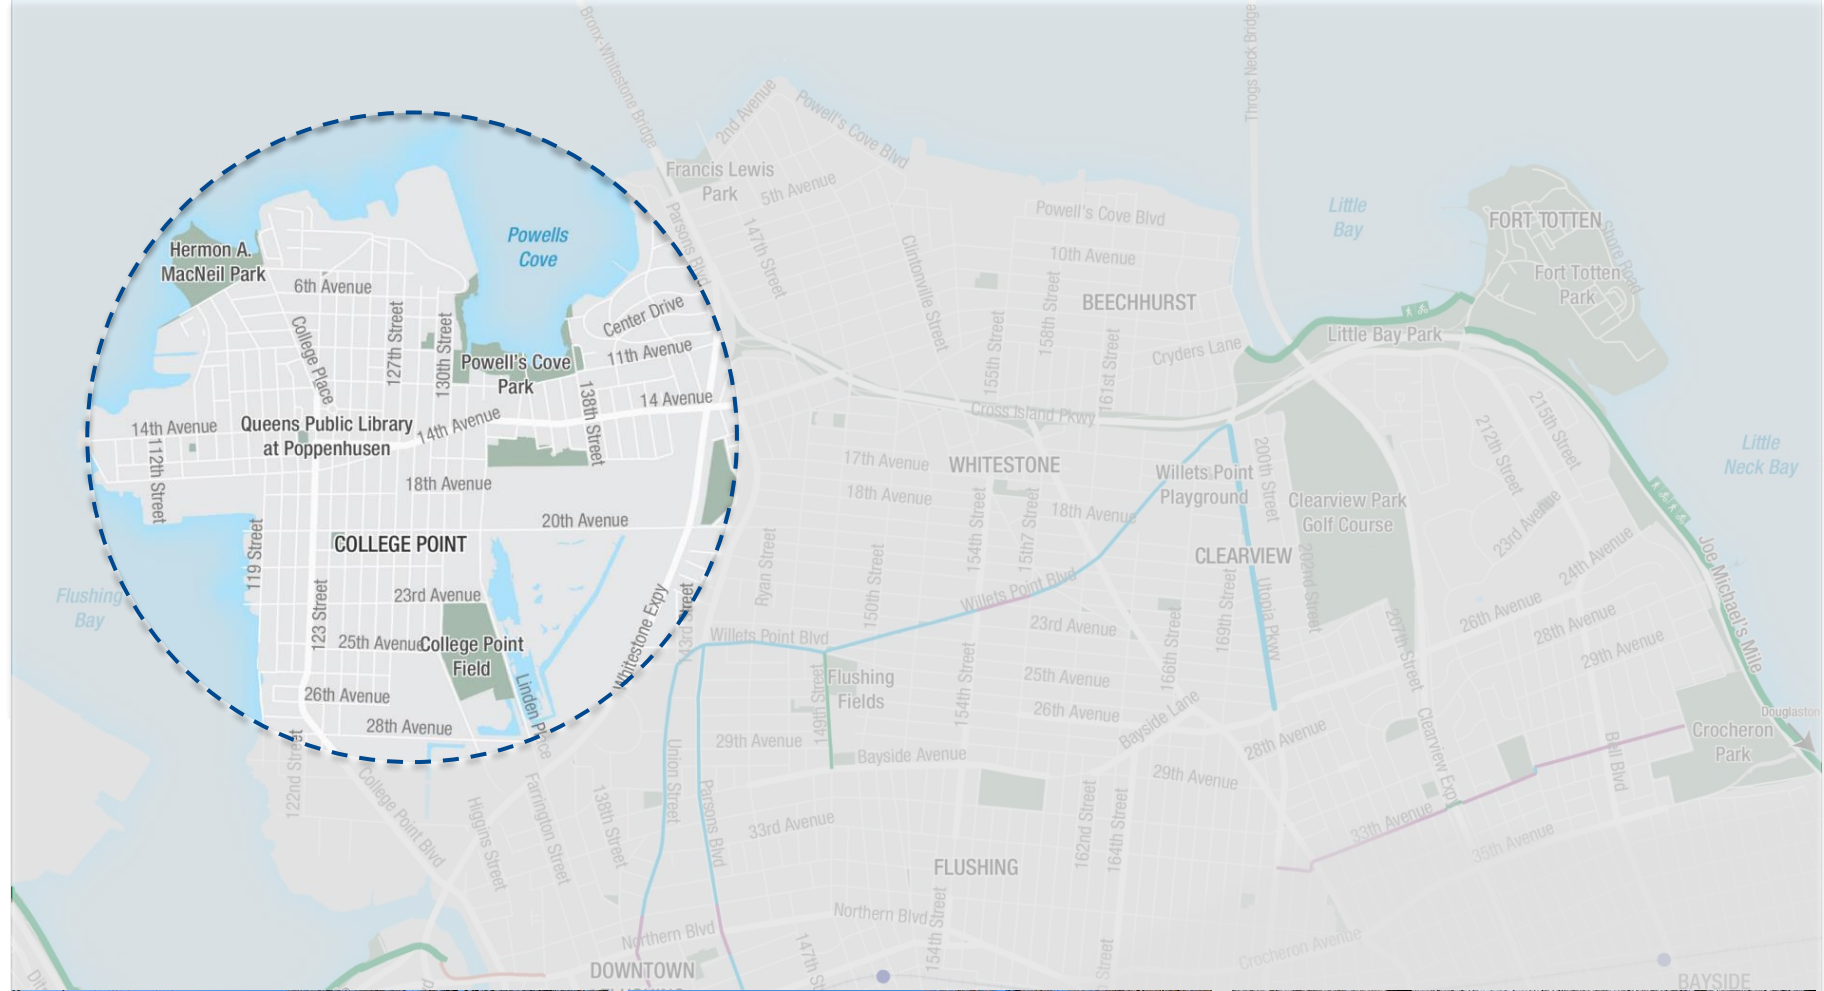 Bronx-Whitestone Bridge
Throgs Neck Bridge
2nd Avenue
Powell's Cove Blvd
Francis Lewis
Park
5th Avenue
Parsons Blvd
147th Street
Clintonville Street
Powell's Cove Blvd
10th Avenue
158th Street
BEECHHURST
155th Street
161st Street
Cryders Lane
Little
Bay
FORT TOTTEN
Shore Road
Fort Totten
Park
Little Bay Park
Hermon A.
MacNeil Park
Powells
Cove
6th Avenue
College Place
127th Street
130th Street
Center Drive
11th Avenue
Powell's Cove
Park
138th Street
14 Avenue
14th Avenue
14th Avenue
Queens Public Library
at Poppenhusen
112th Street
18th Avenue
20th Avenue
COLLEGE POINT
119 Street
123 Street
23rd Avenue
25th Avenue
College Point
Field
26th Avenue
28th Avenue
Linden Place
Whitestone Expy
43rd Street
Flushing
Bay
Cross Island Pkwy
17th Avenue
WHITESTONE
18th Avenue
18th Avenue
154th Street
15th7 Street
Willets Point
Playground
200th Street
Clearview Park
Golf Course
CLEARVIEW
202nd Street
169th Street
Utopia Pkwy
212th Street
215th Street
23rd Avenue
24th Avenue
Little
Neck Bay
Joe Michael's Mile
Ryan Street
150th Street
Willets Point Blvd
Willets Point Blvd
23rd Avenue
166th Street
207th Street
26th Avenue
28th Avenue
29th Avenue
149th Street
Flushing
Fields
154th Street
25th Avenue
26th Avenue
Bayside Lane
28th Avenue
Clearview Exp
Bell Blvd
Douglaston
Crocheron
Park
122nd Street
College Point Blvd
Higgins Street
Farrington Street
138th Street
Union Street
Parsons Blvd
29th Avenue
Bayside Avenue
29th Avenue
33rd Avenue
162nd Street
164th Street
33rd Avenue
35th Avenue
FLUSHING
Northern Blvd
Northern Blvd
147th St
154th Street
Street
Crocheron Avenue
DOWNTOWN
BAYSIDE